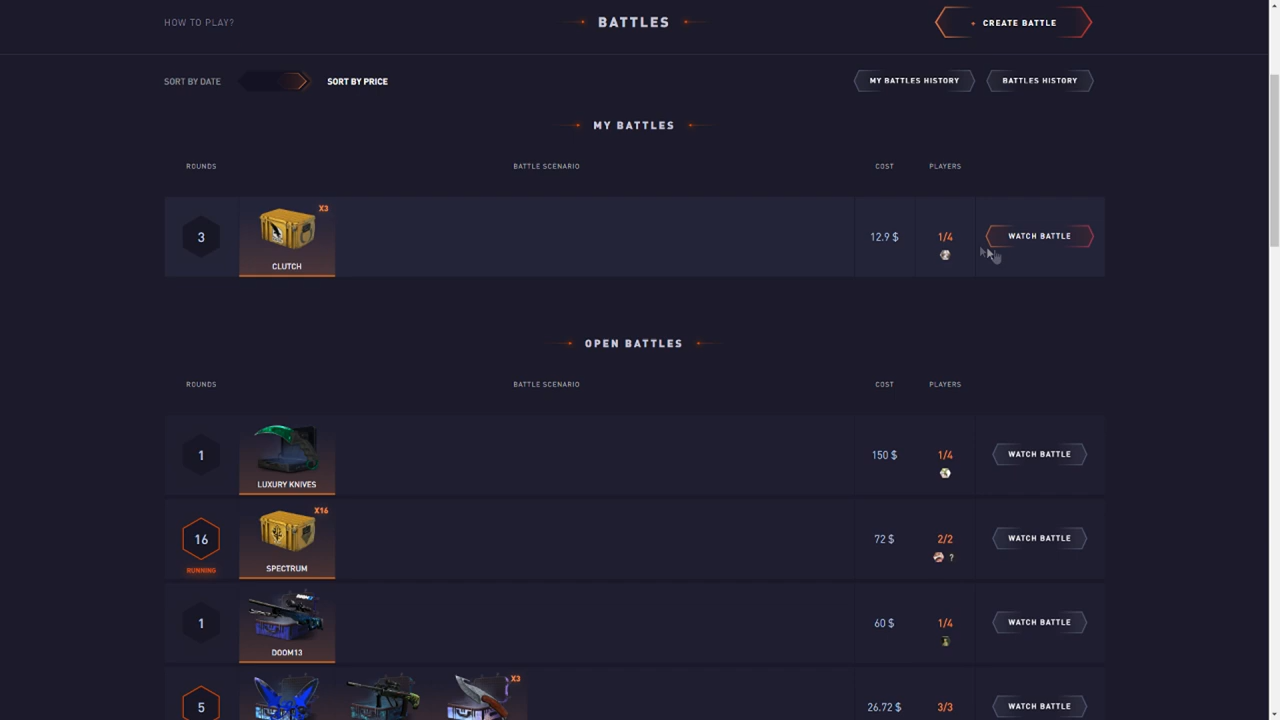 HOW TO PLAY?
BATTLES
CREATE BATTLE
SORT BY DATE
SORT BY PRICE
MY BATTLES HISTORY
BATTLES HISTORY
MY BATTLES
ROUNDS BATTLE SCENARIO COST PLAYERS
3 X3 CLUTCH 12.9 $ 1/4 WATCH BATTLE
OPEN BATTLES
ROUNDS BATTLE SCENARIO COST PLAYERS
1 LUXURY KNIVES 150 $ 1/4 WATCH BATTLE
16 RUNNING X16 SPECTRUM 72 $ 2/2 ? WATCH BATTLE
1 DOOM13 60 $ 1/4 WATCH BATTLE
5 X3 26.72 $ 3/3 WATCH BATTLE